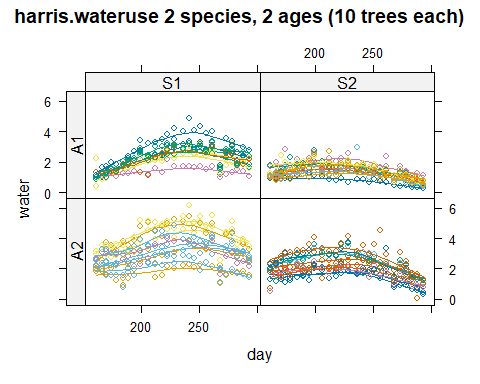 harris.wateruse 2 species, 2 ages (10 trees each)
200 250
S1 S2
A1
A2
0 2 4 6
0 2 4 6
water
200 250
day